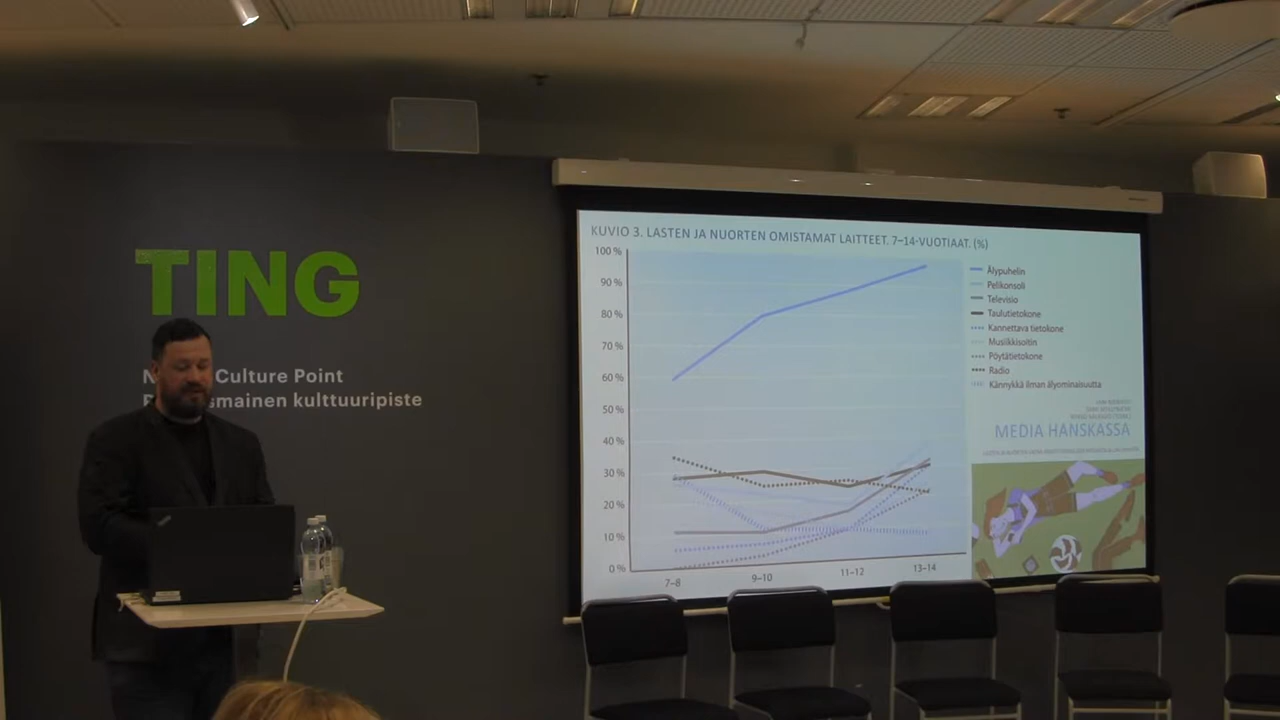 TING
Culture Point
smainen kulttuuripiste
KUVIO 3. LASTEN JA NUORTEN OMISTAMAT LAITTEET. 7–14-VUOTIAAT. (%)
100 %
90 %
80 %
70 %
60 %
50 %
40 %
30 %
20 %
10 %
0 %
7–8
9–10
11–12
13–14
Älypuhelin
Pelikonsoli
Televisio
Taulutietokone
Kannettava tietokone
Musiikkisoitin
Pöytätietokone
Radio
Kännykkä ilman älyominaisuutta
MEDIA HANSKASSA